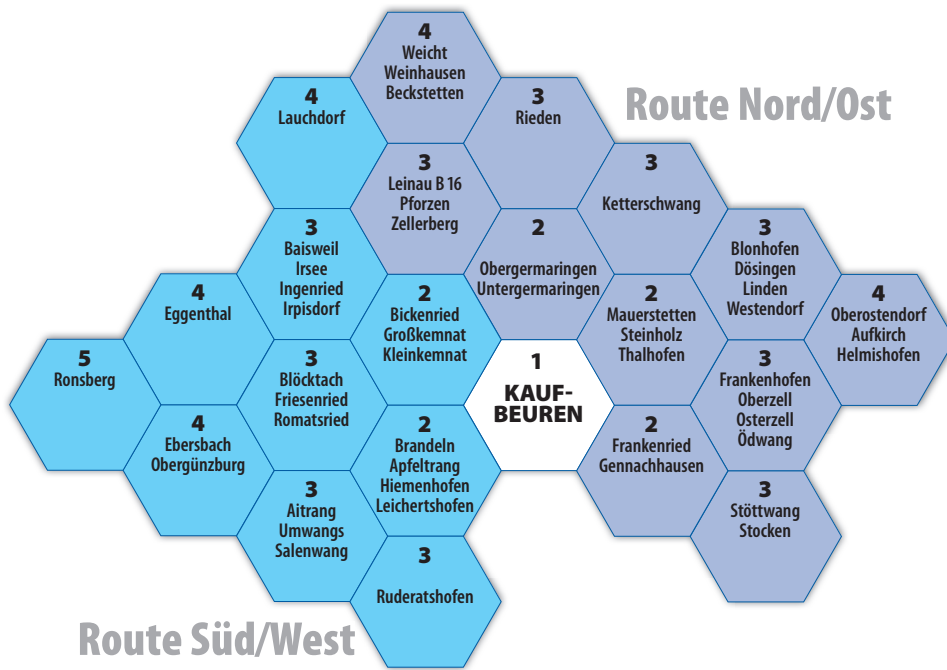 4
Weicht
Weinhausen
Beckstetten
4
Lauchdorf
3
Rieden
Route Nord/Ost
3
Leinau B 16
Pforzen
Zellerberg
3
Ketterschwang
3
Baisweil
Irsee
Ingenried
Irpisdorf
2
Obergermaringen
Untergermaringen
3
Blonhofen
Dösingen
Linden
Westendorf
4
Eggenthal
2
Bickenried
Großkemnat
Kleinkemnat
2
Mauerstetten
Steinholz
Thalhofen
4
Oberostendorf
Aufkirch
Helmishofen
5
Ronsberg
3
Blöcktach
Friesenried
Romatsried
1
KAUF-
BEUREN
3
Frankenhofen
Oberzell
Osterzell
Ödwang
4
Ebersbach
Obergünzburg
2
Brandeln
Apfeltrang
Hiemenhofen
Leichertshofen
2
Frankenried
Gennachhausen
3
Aitrang
Umwangs
Salenwang
3
Stöttwang
Stocken
3
Ruderatshofen
Route Süd/West